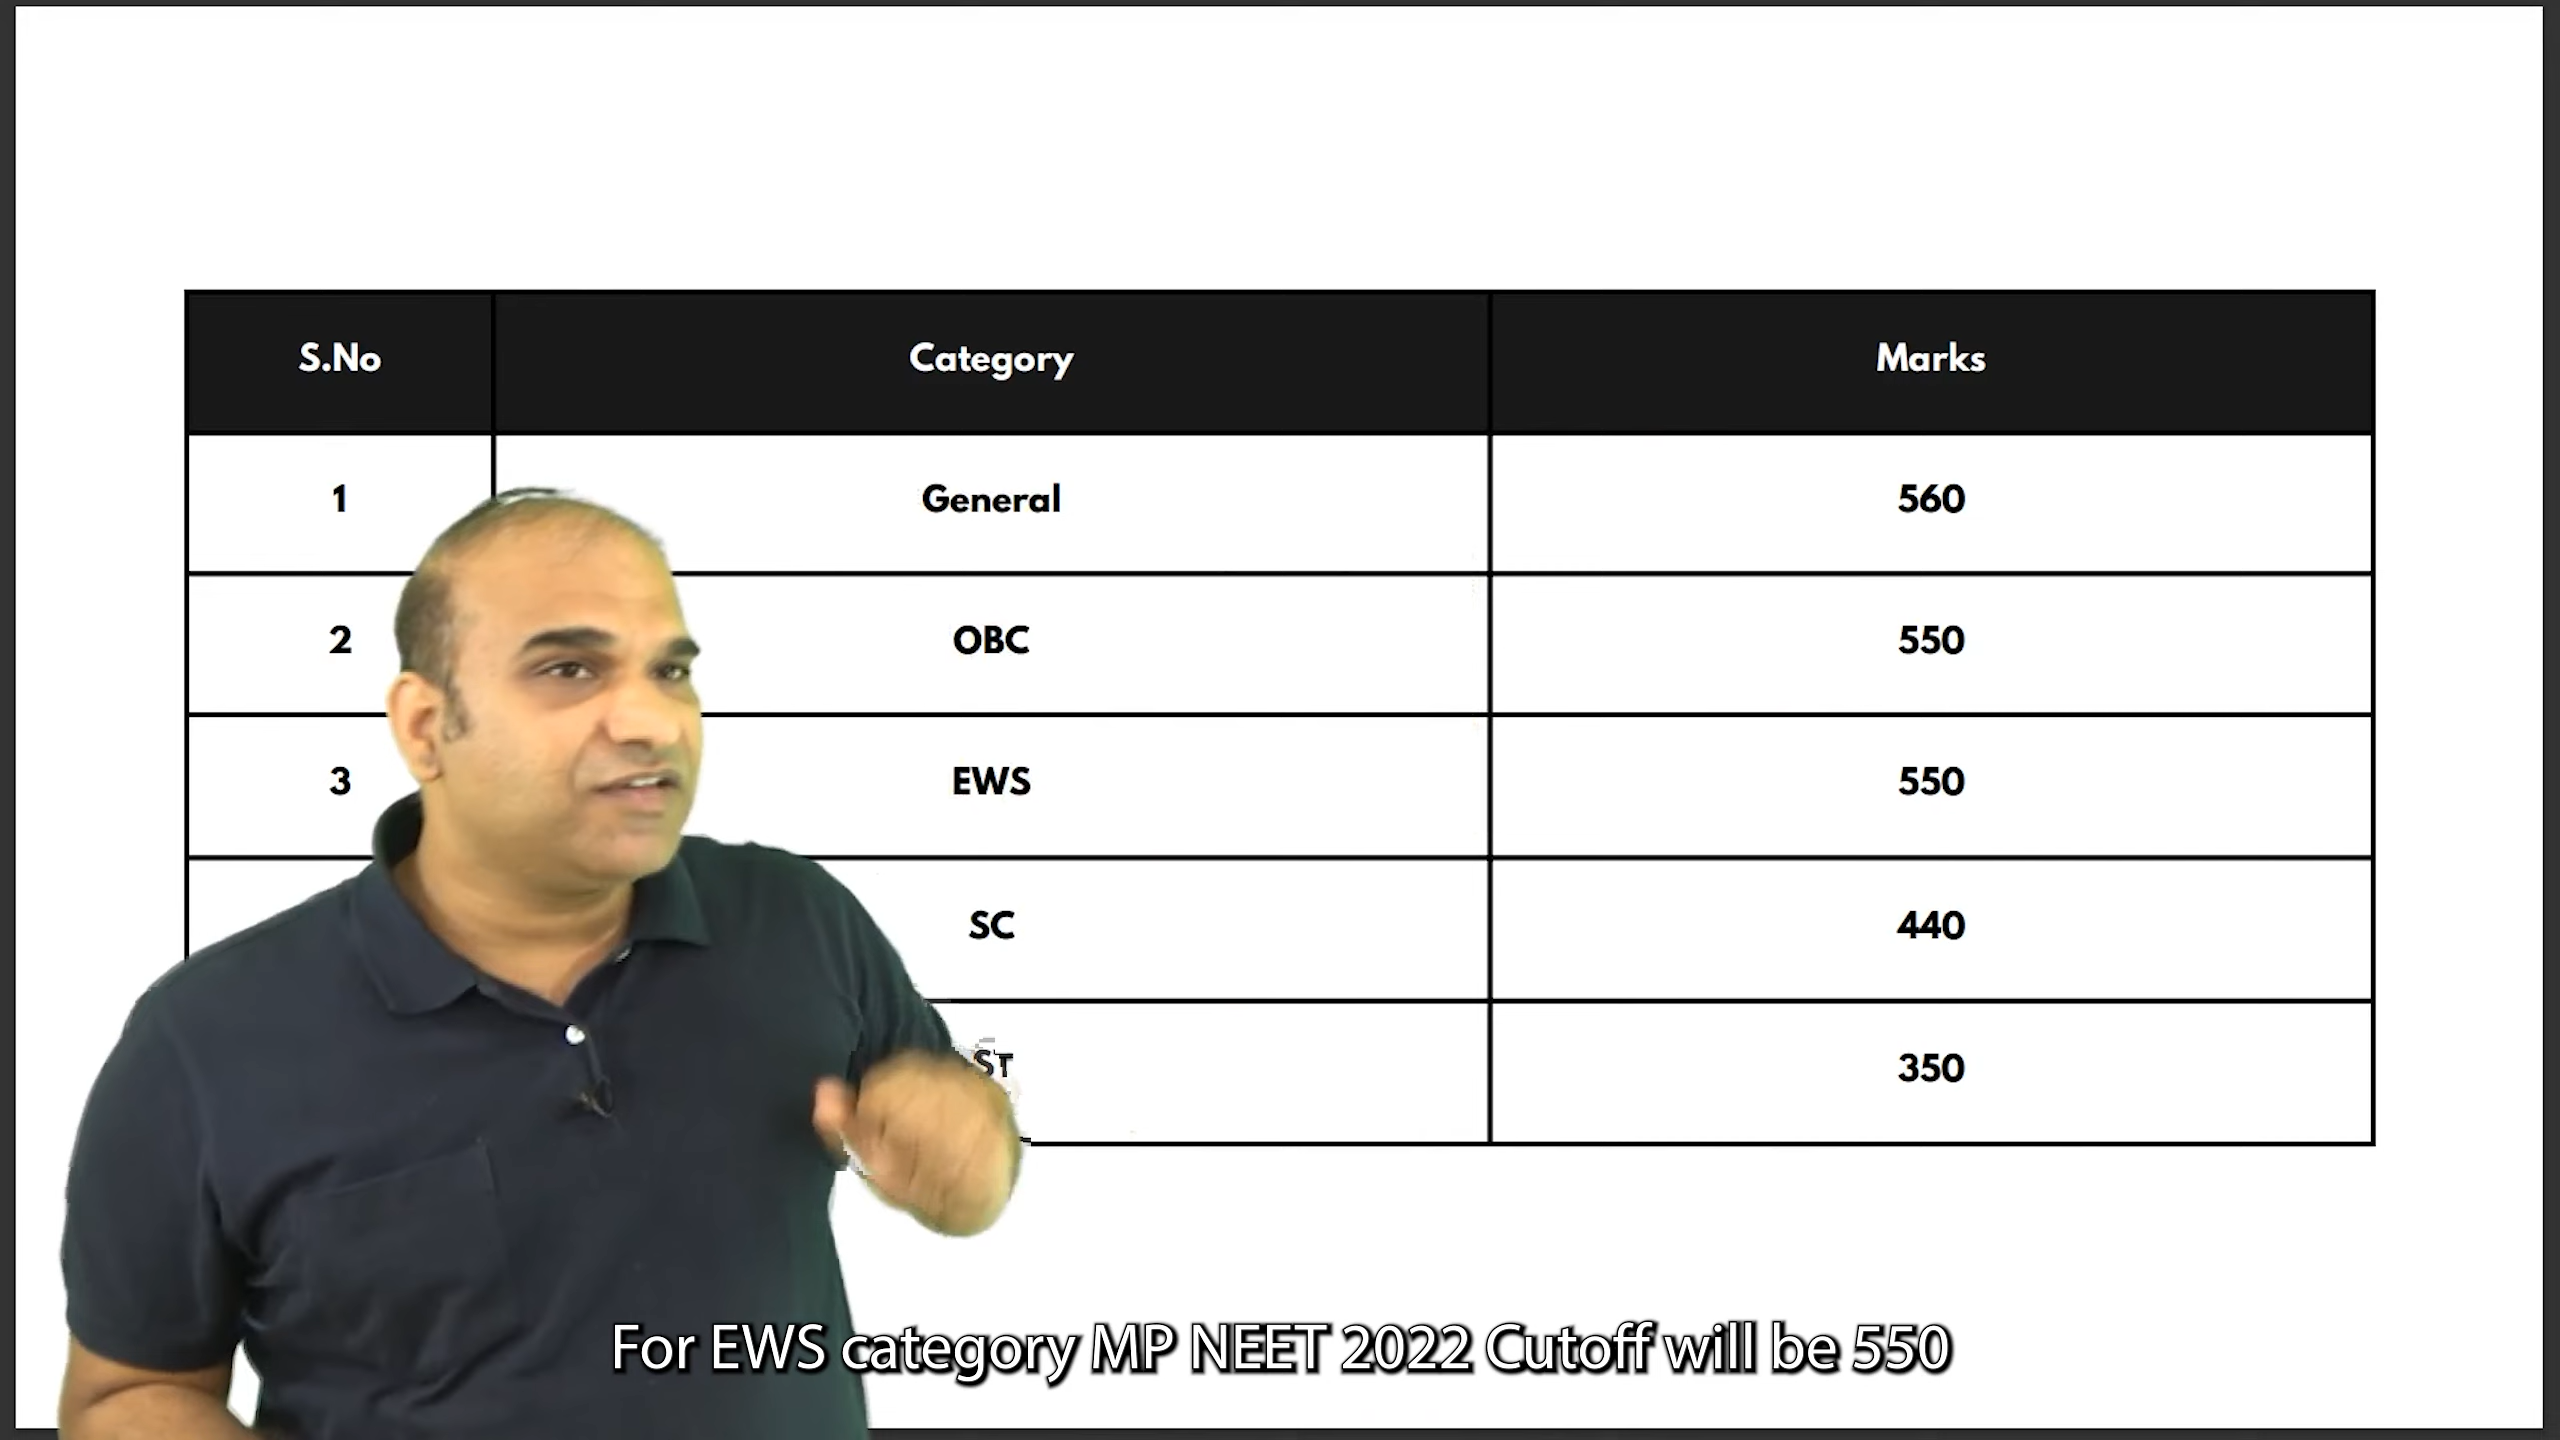 S.No Category Marks
1 General 560
2 OBC 550
3 EWS 550
SC 440
ST 350
For EWS category MP NEET 2022 Cutoff will be 550